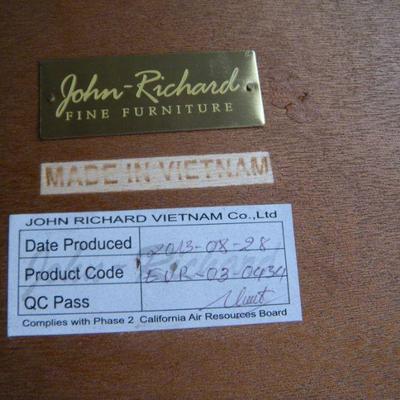 John-Richard
FINE FURNITURE
MADE IN VIETNAM
JOHN RICHARD VIETNAM Co.,Ltd
Date Produced 2013-08-28
Product Code EUR-03-0434
QC Pass
Complies with Phase 2 California Air Resources Board